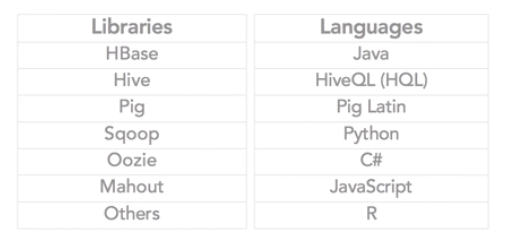 Libraries Languages
HBase Java
Hive HiveQL (HQL)
Pig Pig Latin
Sqoop Python
Oozie C#
Mahout JavaScript
Others R